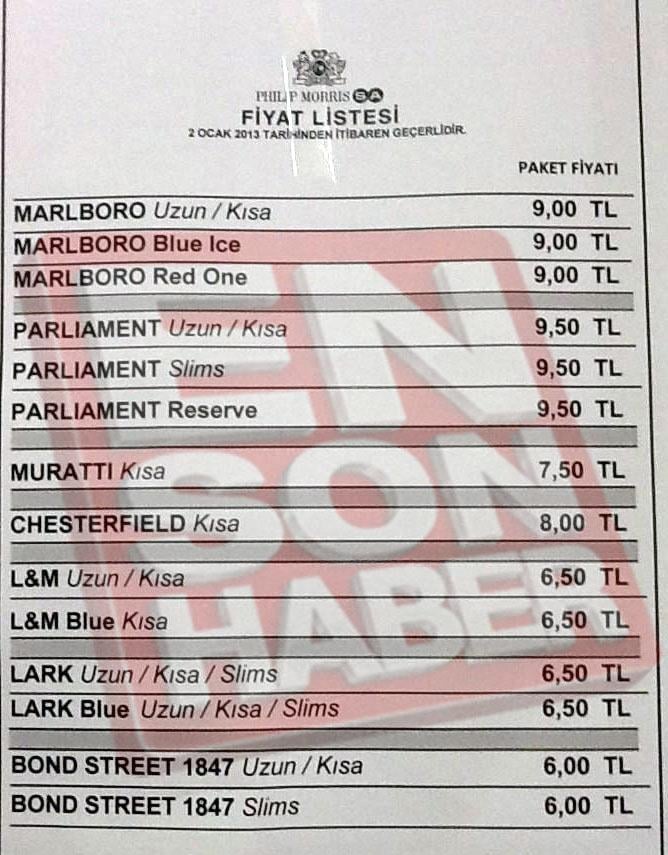 PHILIP MORRIS SA
FİYAT LİSTESİ
2 OCAK 2013 TARİHİNDEN İTİBAREN GEÇERLİDİR.
PAKET FİYATI
MARLBORO Uzun / Kısa 9,00 TL
MARLBORO Blue Ice 9,00 TL
MARLBORO Red One 9,00 TL
PARLIAMENT Uzun / Kısa 9,50 TL
PARLIAMENT Slims 9,50 TL
PARLIAMENT Reserve 9,50 TL
MURATTI Kısa 7,50 TL
CHESTERFIELD Kısa 8,00 TL
L&M Uzun / Kısa 6,50 TL
L&M Blue Kısa 6,50 TL
LARK Uzun / Kısa / Slims 6,50 TL
LARK Blue Uzun / Kısa / Slims 6,50 TL
BOND STREET 1847 Uzun / Kısa 6,00 TL
BOND STREET 1847 Slims 6,00 TL
EN
SON
HABER